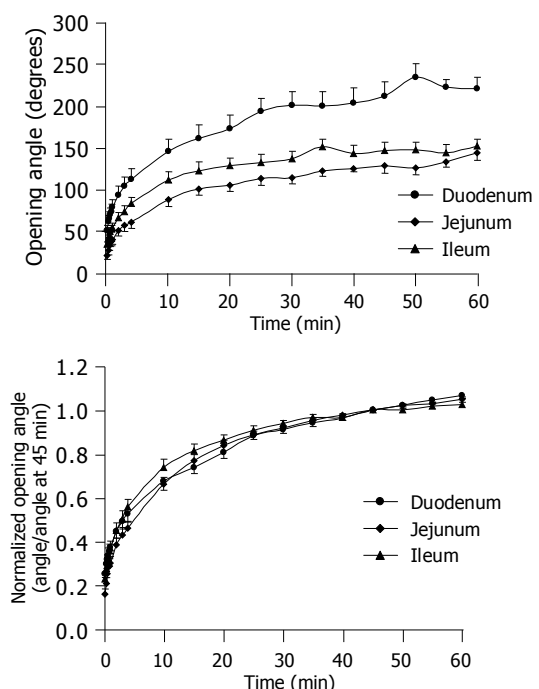 Opening angle (degrees)
300
250
200
150
100
50
0
Duodenum
Jejunum
Ileum
0 10 20 30 40 50 60
Time (min)
Normalized opening angle
(angle/angle at 45 min)
1.2
1.0
0.8
0.6
0.4
0.2
0.0
Duodenum
Jejunum
Ileum
0 10 20 30 40 50 60
Time (min)